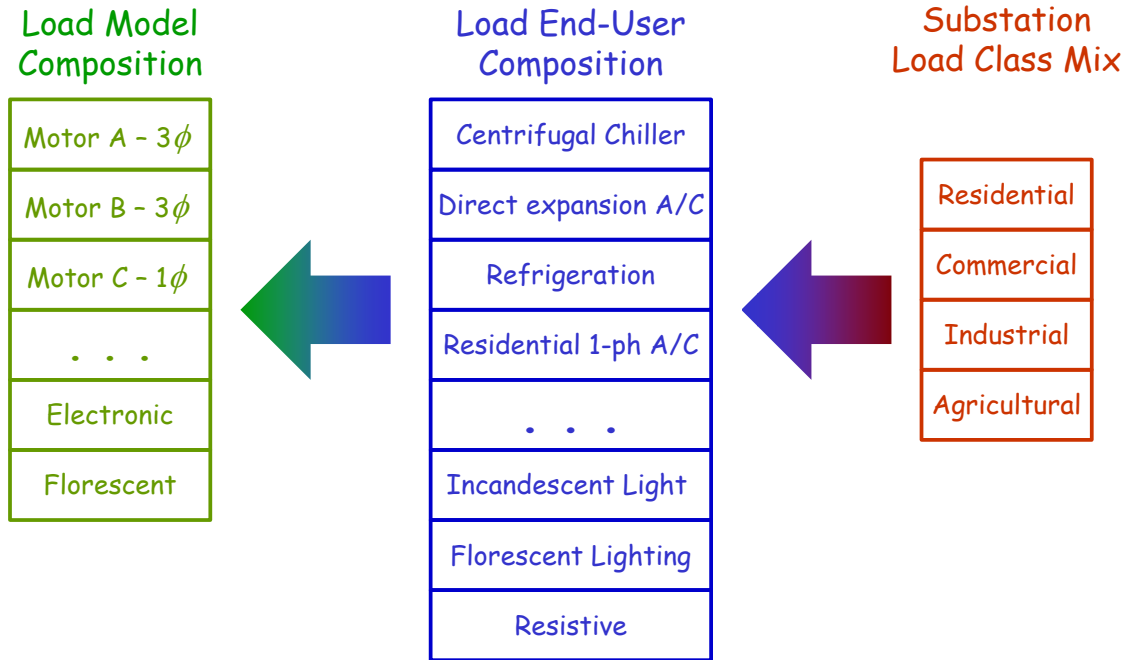 Load Model
Composition
Motor A – 3ϕ
Motor B – 3ϕ
Motor C – 1ϕ
. . .
Electronic
Florescent
Load End-User
Composition
Centrifugal Chiller
Direct expansion A/C
Refrigeration
Residential 1-ph A/C
. . .
Incandescent Light
Florescent Lighting
Resistive
Substation
Load Class Mix
Residential
Commercial
Industrial
Agricultural